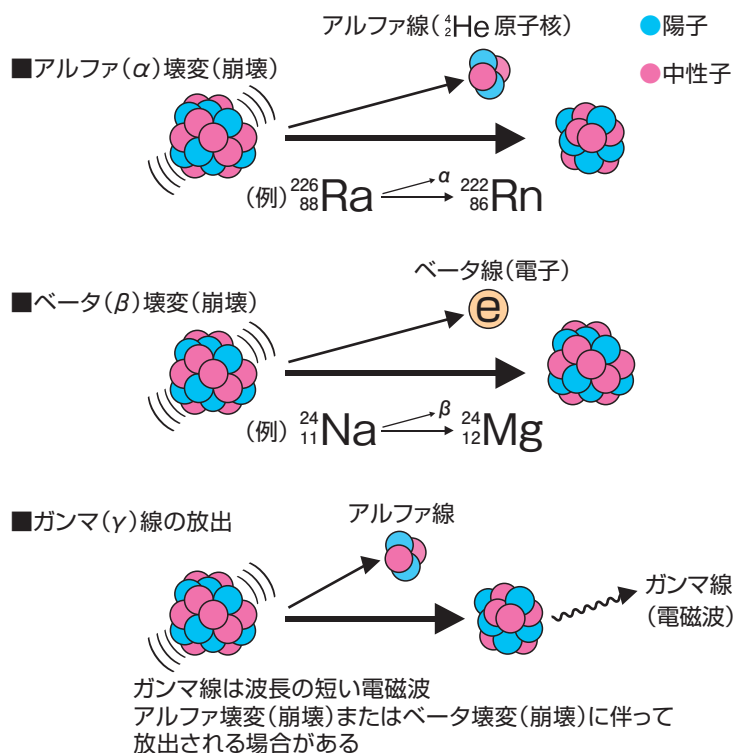 アルファ線(⁴₂He原子核)
●陽子
●中性子
■アルファ(α)壊変(崩壊)
(例) ²²⁶₈₈Ra α ²²²₈₆Rn
ベータ線(電子)
■ベータ(β)壊変(崩壊)
e
(例) ²⁴₁₁Na β ²⁴₁₂Mg
■ガンマ(γ)線の放出
アルファ線
ガンマ線
(電磁波)
ガンマ線は波長の短い電磁波
アルファ壊変(崩壊)またはベータ壊変(崩壊)に伴って
放出される場合がある